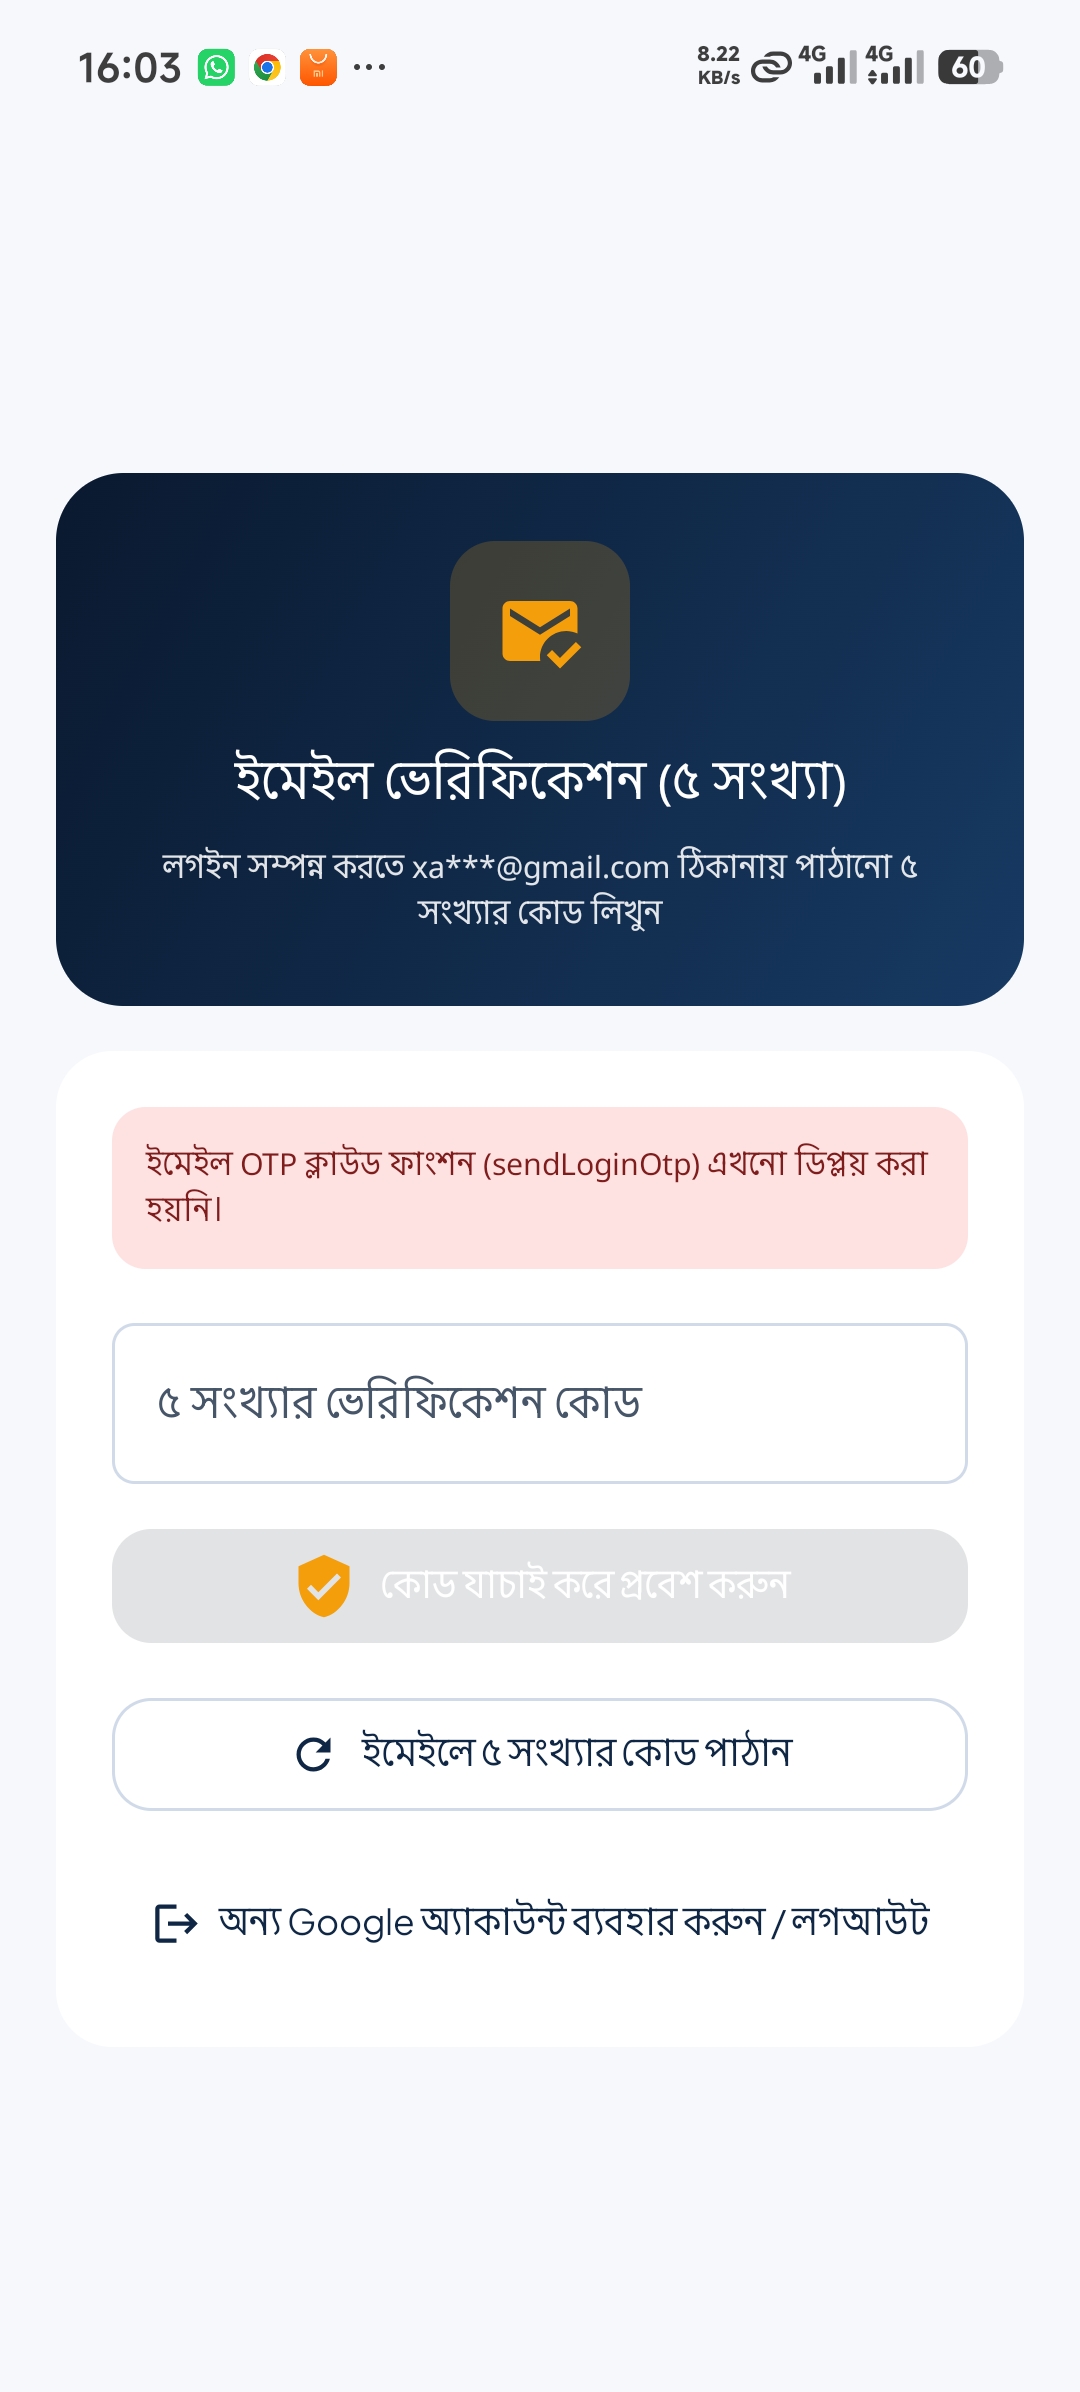 16:03
8.22
KB/s
4G
4G
60
ইমেইল ভেরিফিকেশন (৫ সংখ্যা)
লগইন সম্পন্ন করতে xa***@gmail.com ঠিকানায় পাঠানো ৫
সংখ্যার কোড লিখুন
ইমেইল OTP ক্লাউড ফাংশন (sendLoginOtp) এখনো ডিপ্লয় করা
হয়নি।
৫ সংখ্যার ভেরিফিকেশন কোড
কোড যাচাই করে প্রবেশ করুন
ইমেইলে ৫ সংখ্যার কোড পাঠান
অন্য Google অ্যাকাউন্ট ব্যবহার করুন / লগআউট